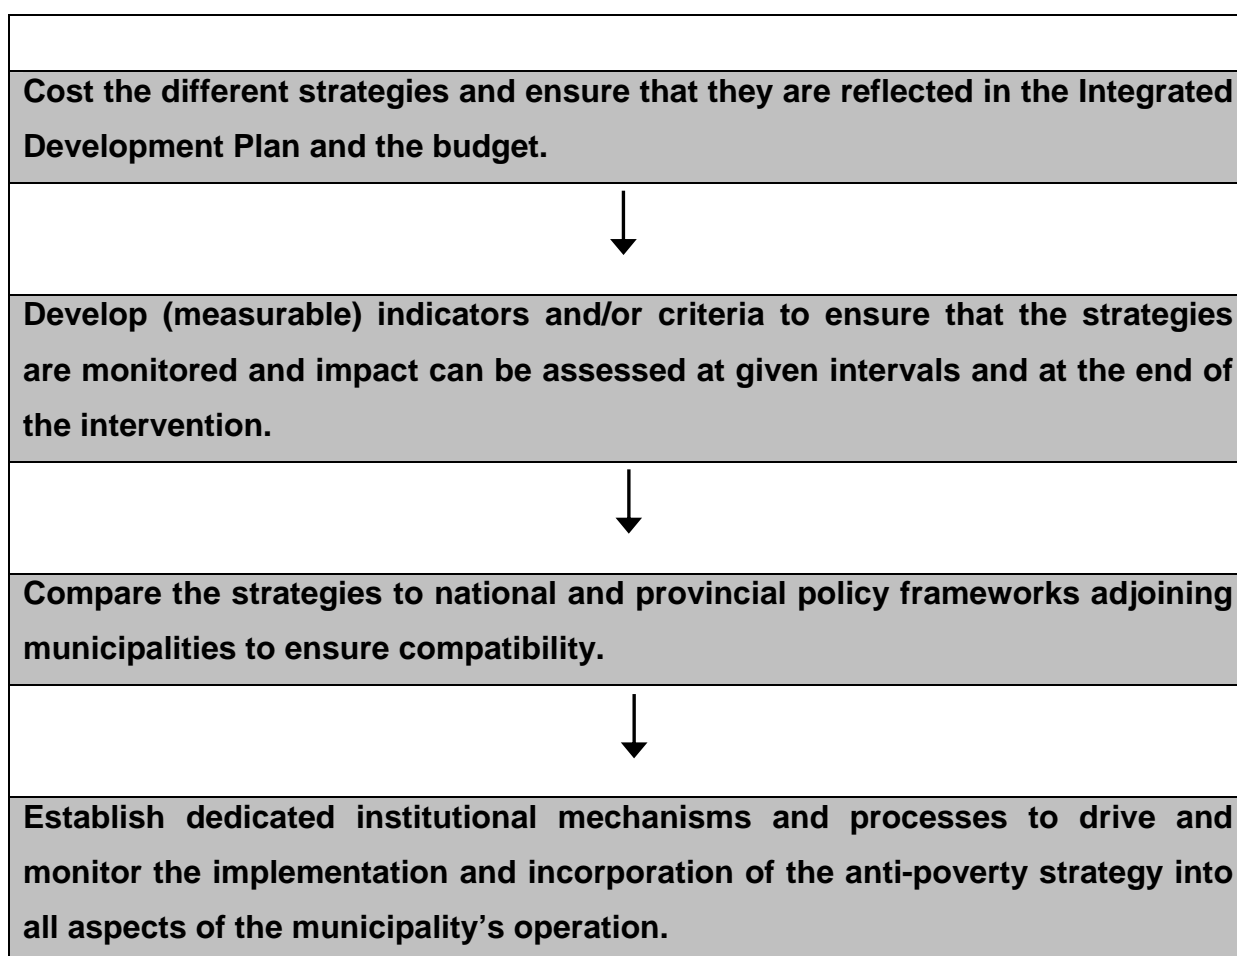 Cost the different strategies and ensure that they are reflected in the Integrated
Development Plan and the budget.
Develop (measurable) indicators and/or criteria to ensure that the strategies
are monitored and impact can be assessed at given intervals and at the end of
the intervention.
Compare the strategies to national and provincial policy frameworks adjoining
municipalities to ensure compatibility.
Establish dedicated institutional mechanisms and processes to drive and
monitor the implementation and incorporation of the anti-poverty strategy into
all aspects of the municipality’s operation.